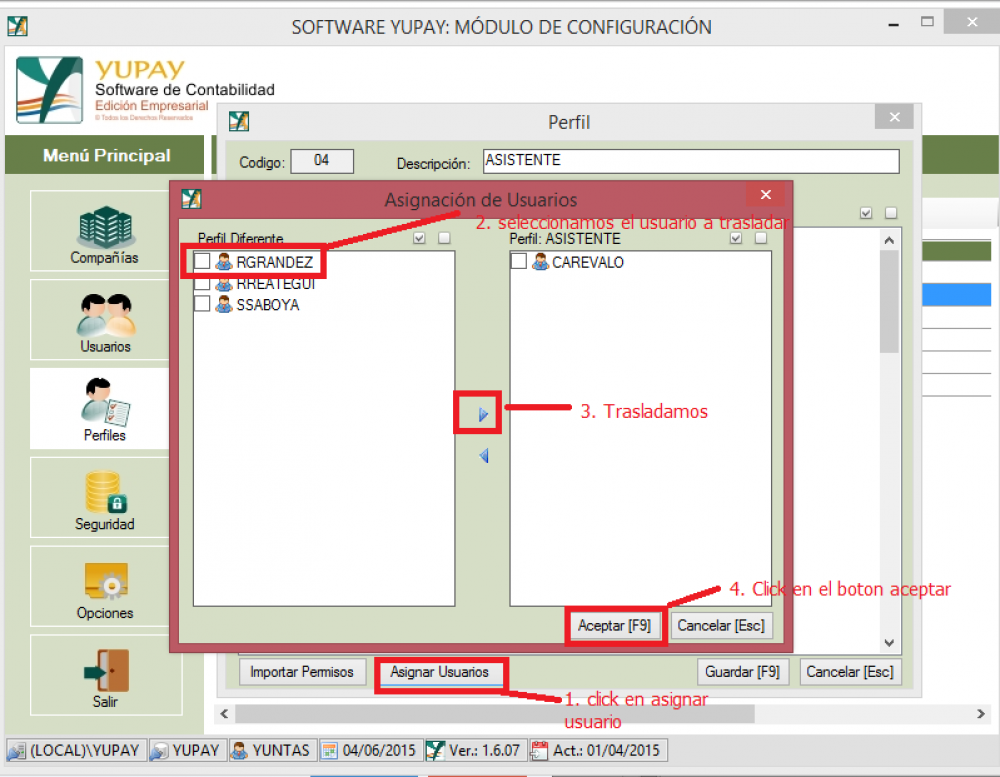 SOFTWARE YUPAY: MÓDULO DE CONFIGURACIÓN
YUPAY
Software de Contabilidad
Edición Empresarial
© Todos los Derechos Reservados
Menú Principal
Compañías
Usuarios
Perfiles
Seguridad
Opciones
Salir
Perfil
Codigo: 04 Descripción: ASISTENTE
Asignación de Usuarios
2. seleccionamos el usuario a trasladar
Perfil Diferente
Perfil: ASISTENTE
RGRANDEZ
RREATEGUI
SSABOYA
CAREVALO
3. Trasladamos
4. Click en el boton aceptar
Aceptar [F9] Cancelar [Esc]
Importar Permisos Asignar Usuarios Guardar [F9] Cancelar [Esc]
1. click en asignar
usuario
(LOCAL)\YUPAY YUPAY YUNTAS 04/06/2015 Ver.: 1.6.07 Act.: 01/04/2015